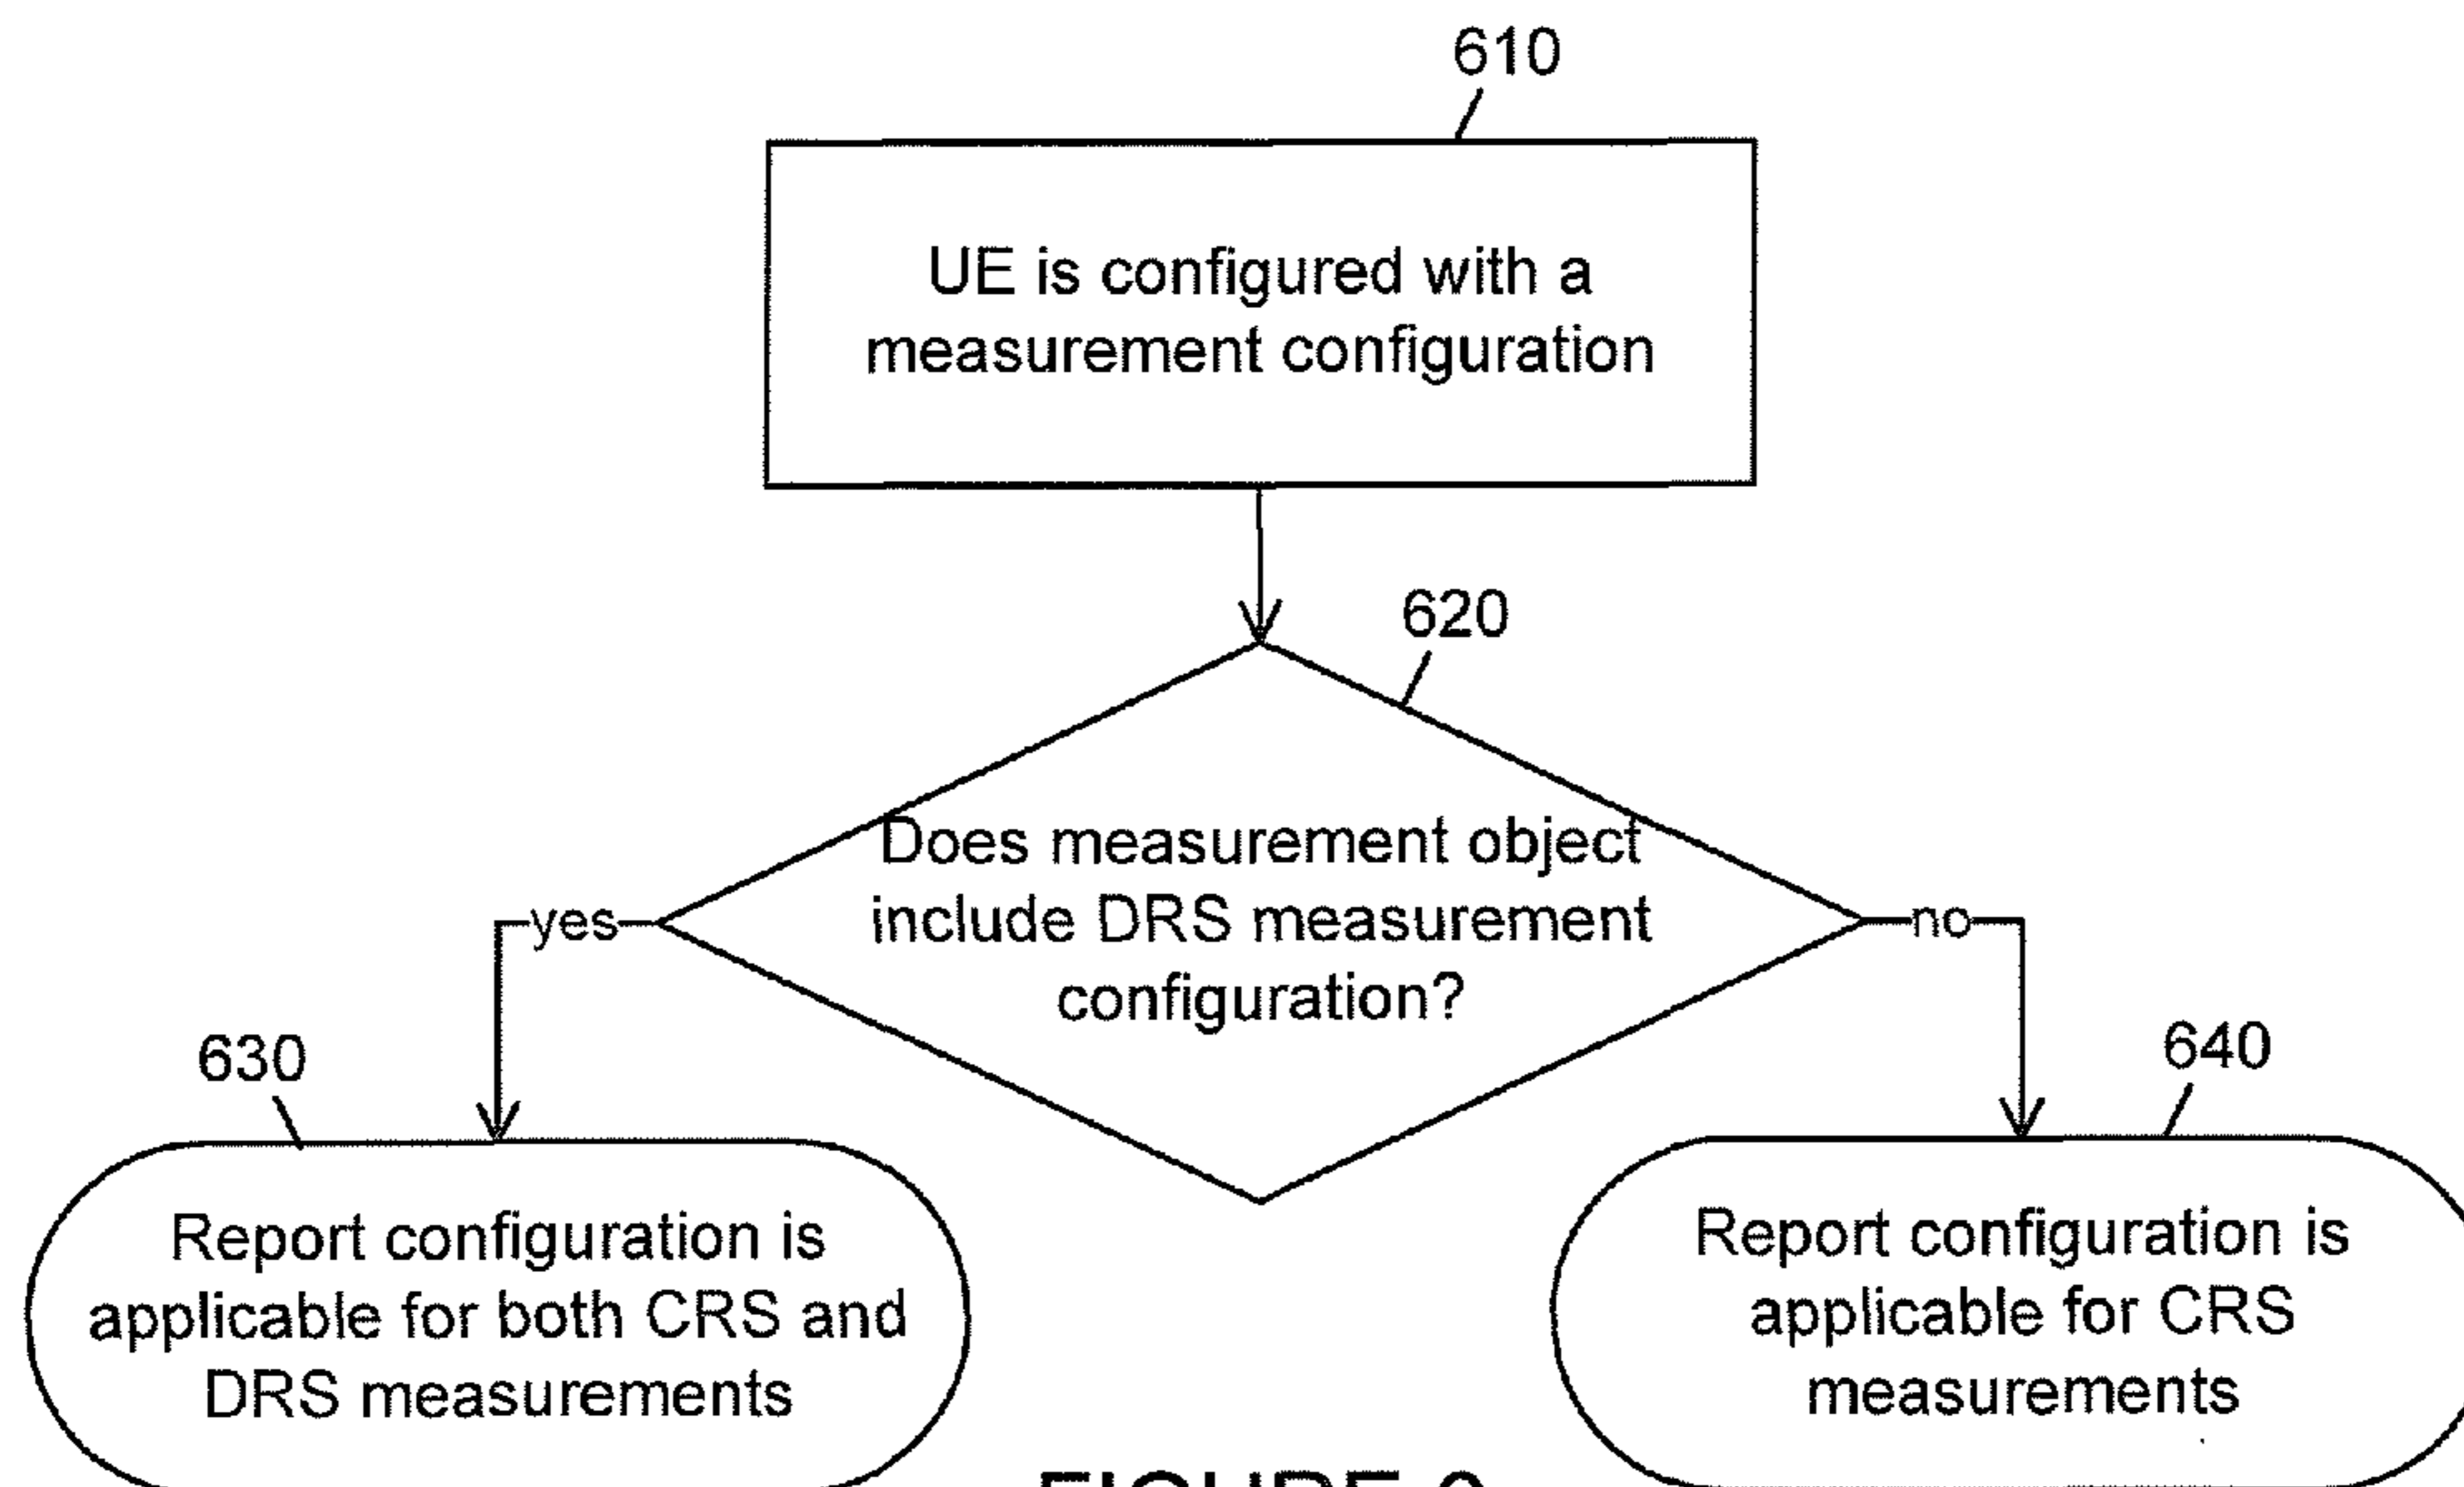 610
UE is configured with a
measurement configuration
620
Does measurement object
include DRS measurement
configuration?
yes
no
630
640
Report configuration is
applicable for both CRS and
DRS measurements
Report configuration is
applicable for CRS
measurements
FIGURE